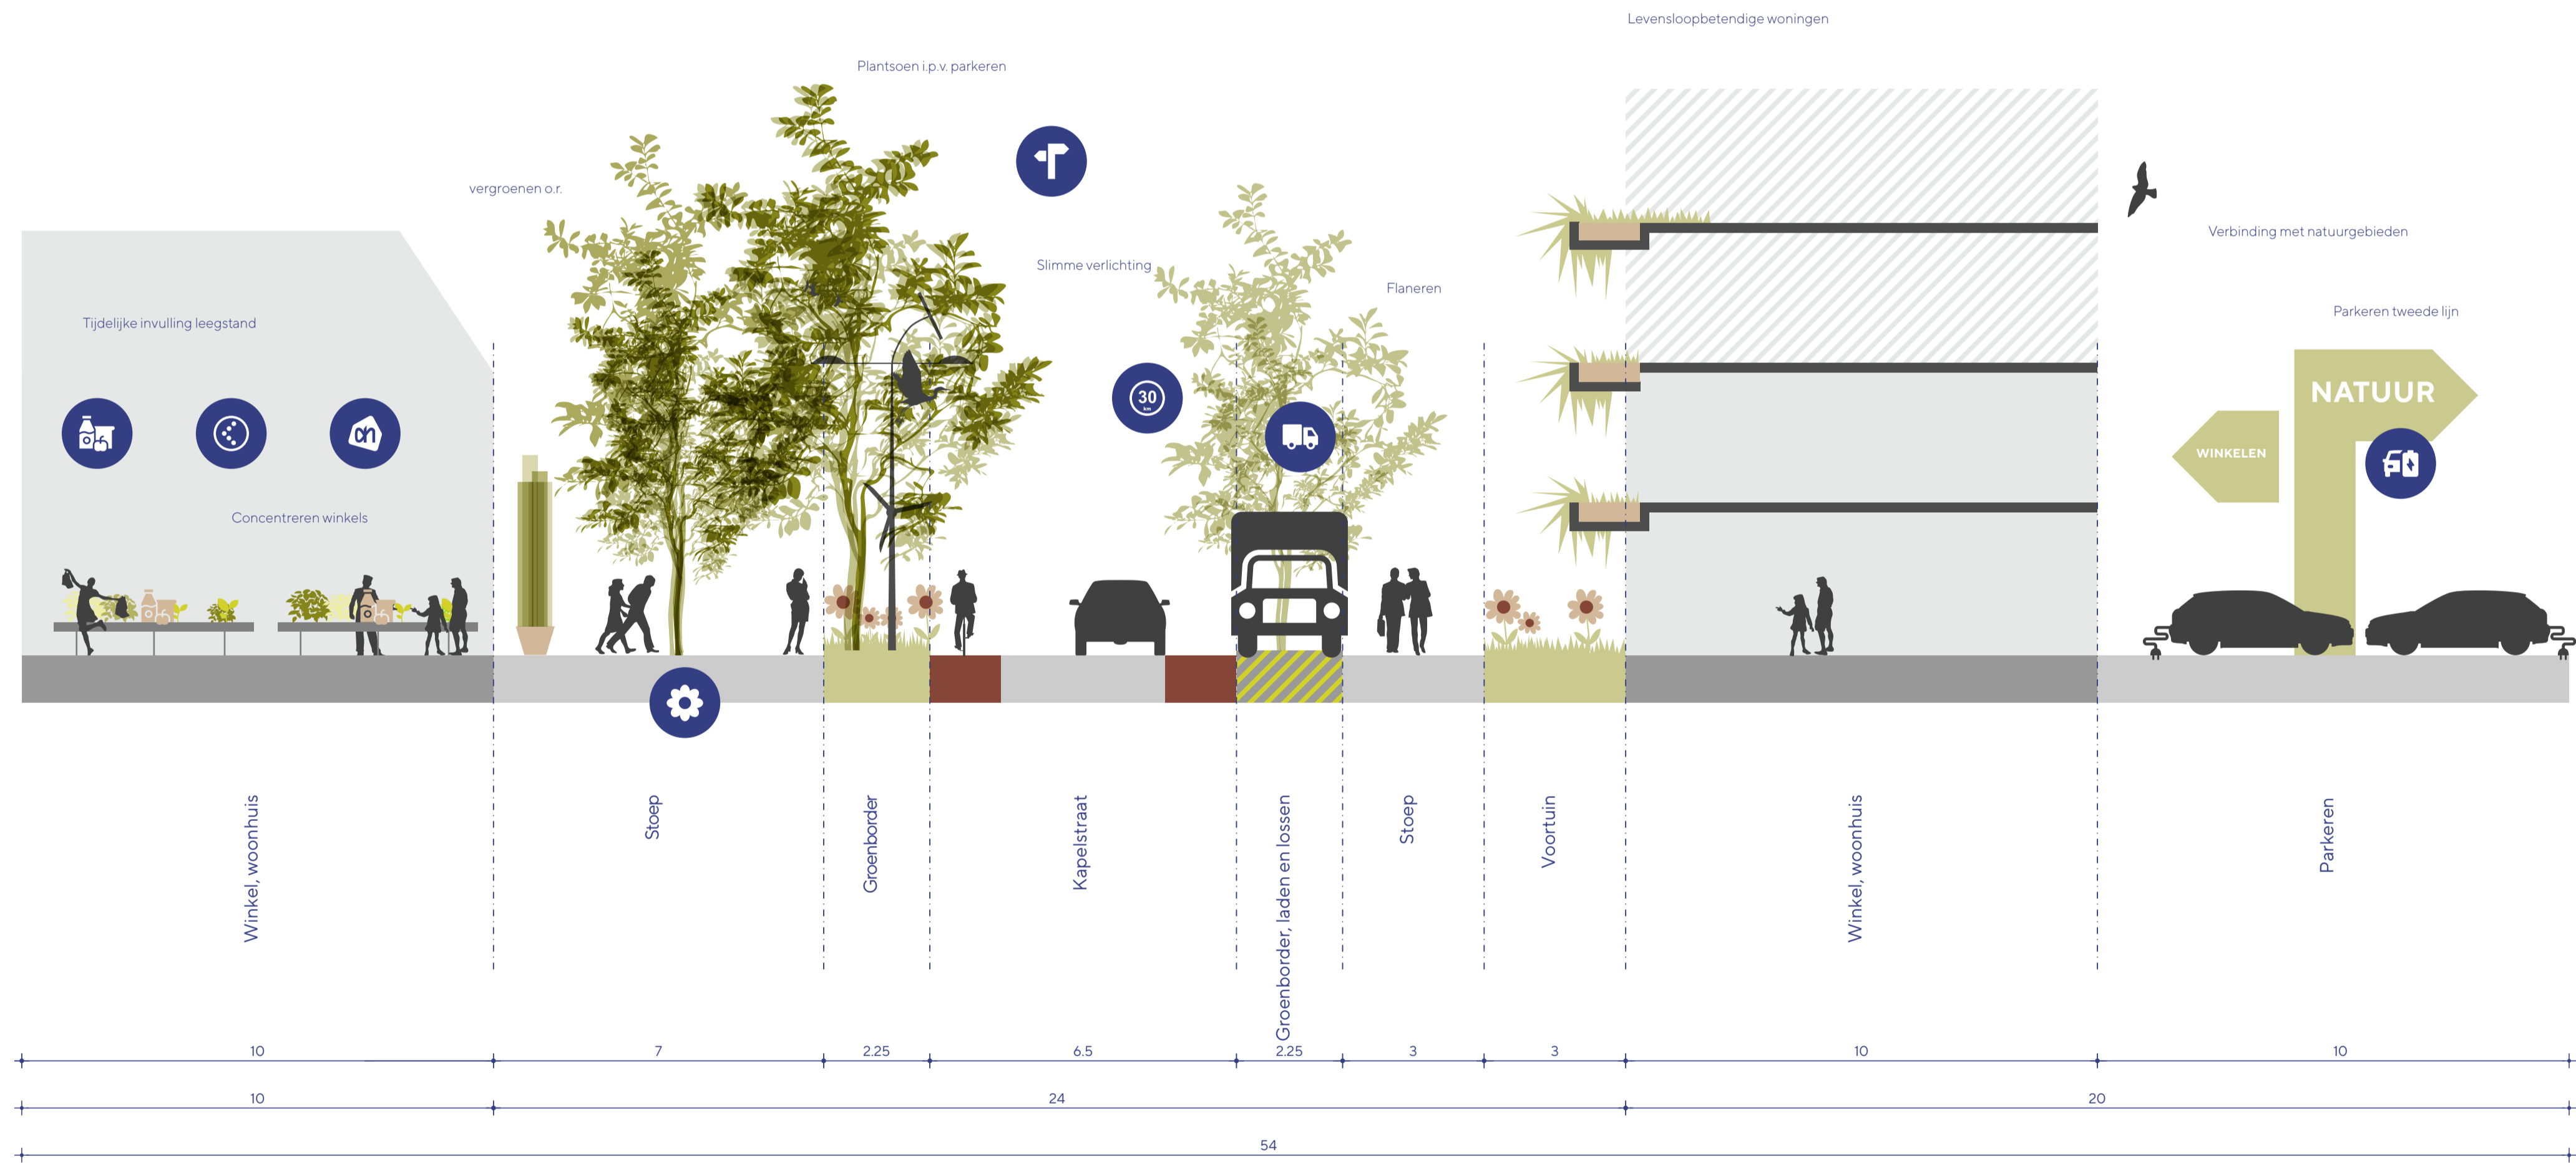 Levensloopbetendige woningen
Plantsoen i.p.v. parkeren
vergroenen o.r.
Verbinding met natuurgebieden
Slimme verlichting
Flaneren
Parkeren tweede lijn
Tijdelijke invulling leegstand
NATUUR
30
km
ah
WINKELEN
Concentreren winkels
Winkel, woonhuis
Stoep
Groenborder
Kapelstraat
Groenborder, laden en lossen
Stoep
Voortuin
Winkel, woonhuis
Parkeren
10
7
2.25
6.5
2.25
3
3
10
10
10
24
20
54